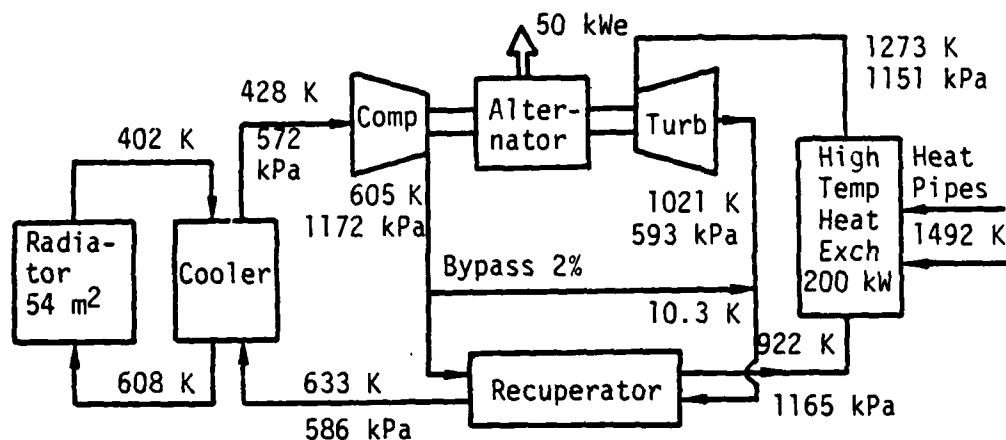 50 kWe
1273 K
1151 kPa
428 K
Comp
Alter-
nator
Turb
402 K
572
kPa
High
Temp
Heat
Exch
200 kW
Heat
Pipes
1492 K
605 K
1172 kPa
1021 K
593 kPa
Radia-
tor
54 m2
Cooler
Bypass 2%
10.3 K
922 K
608 K
633 K
586 kPa
Recuperator
1165 kPa